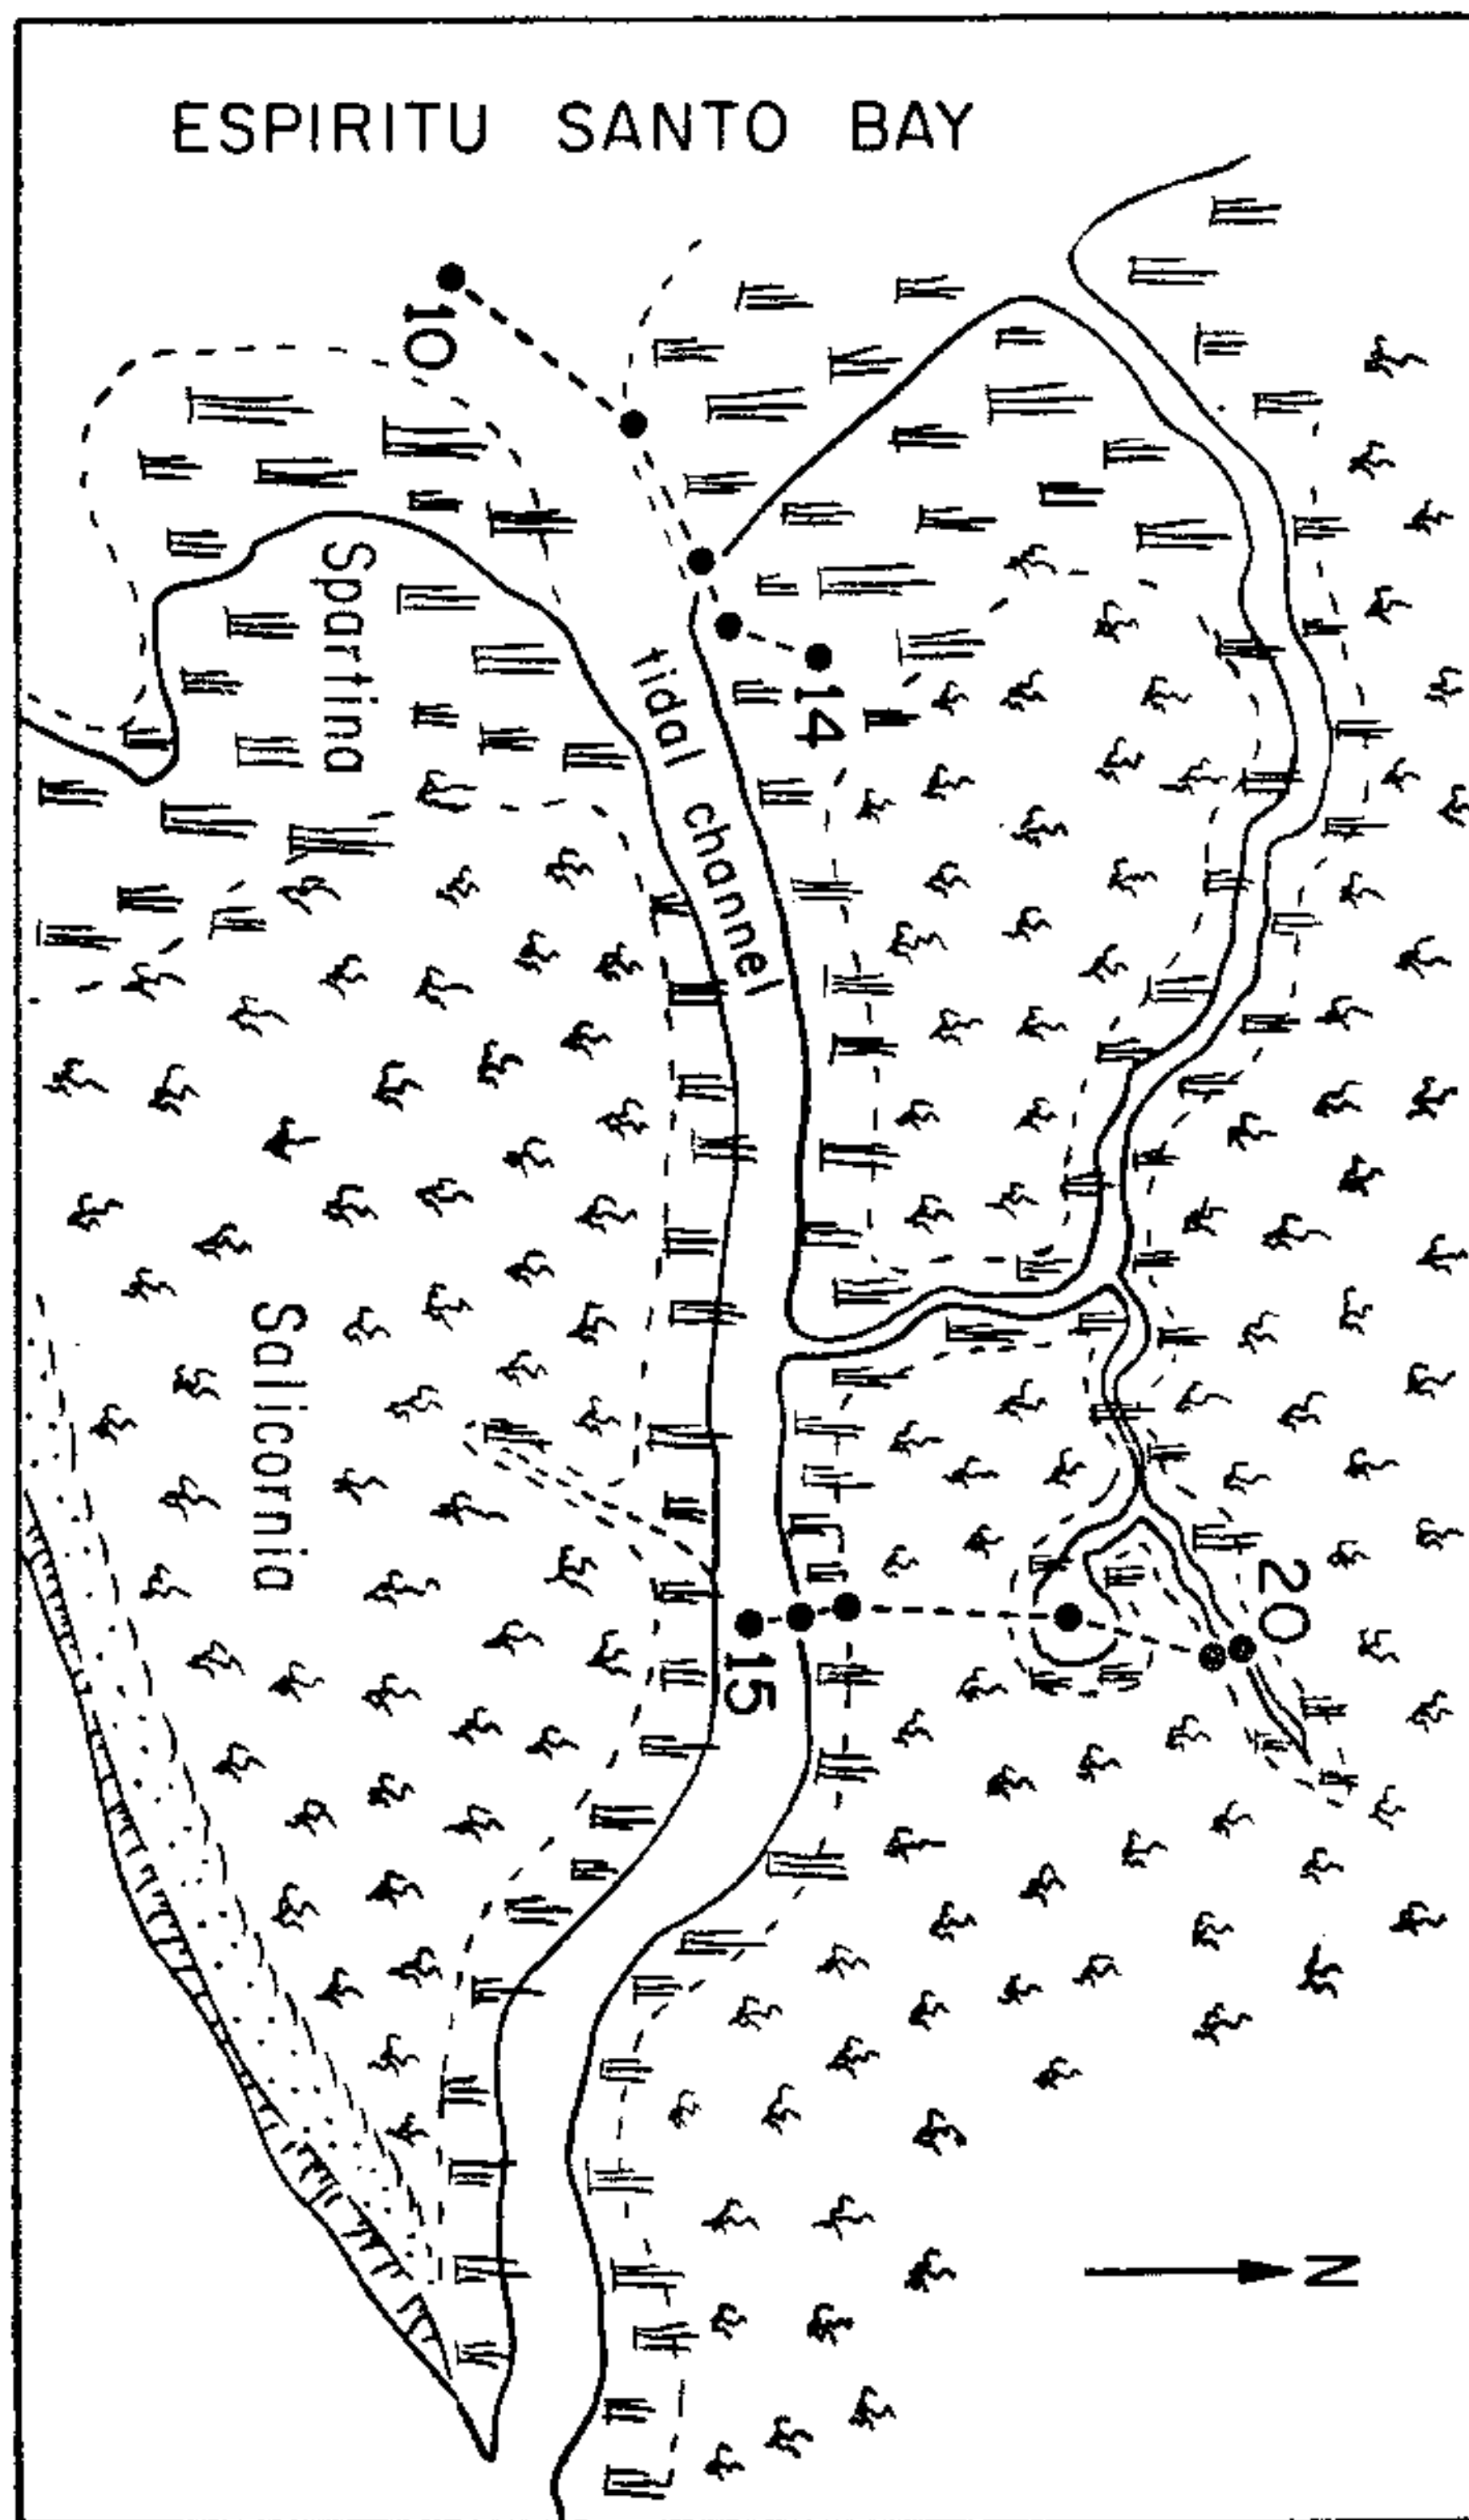 ESPIRITU SANTO BAY
10
Spartina
tidal channel
14
Salicornia
15
20
N